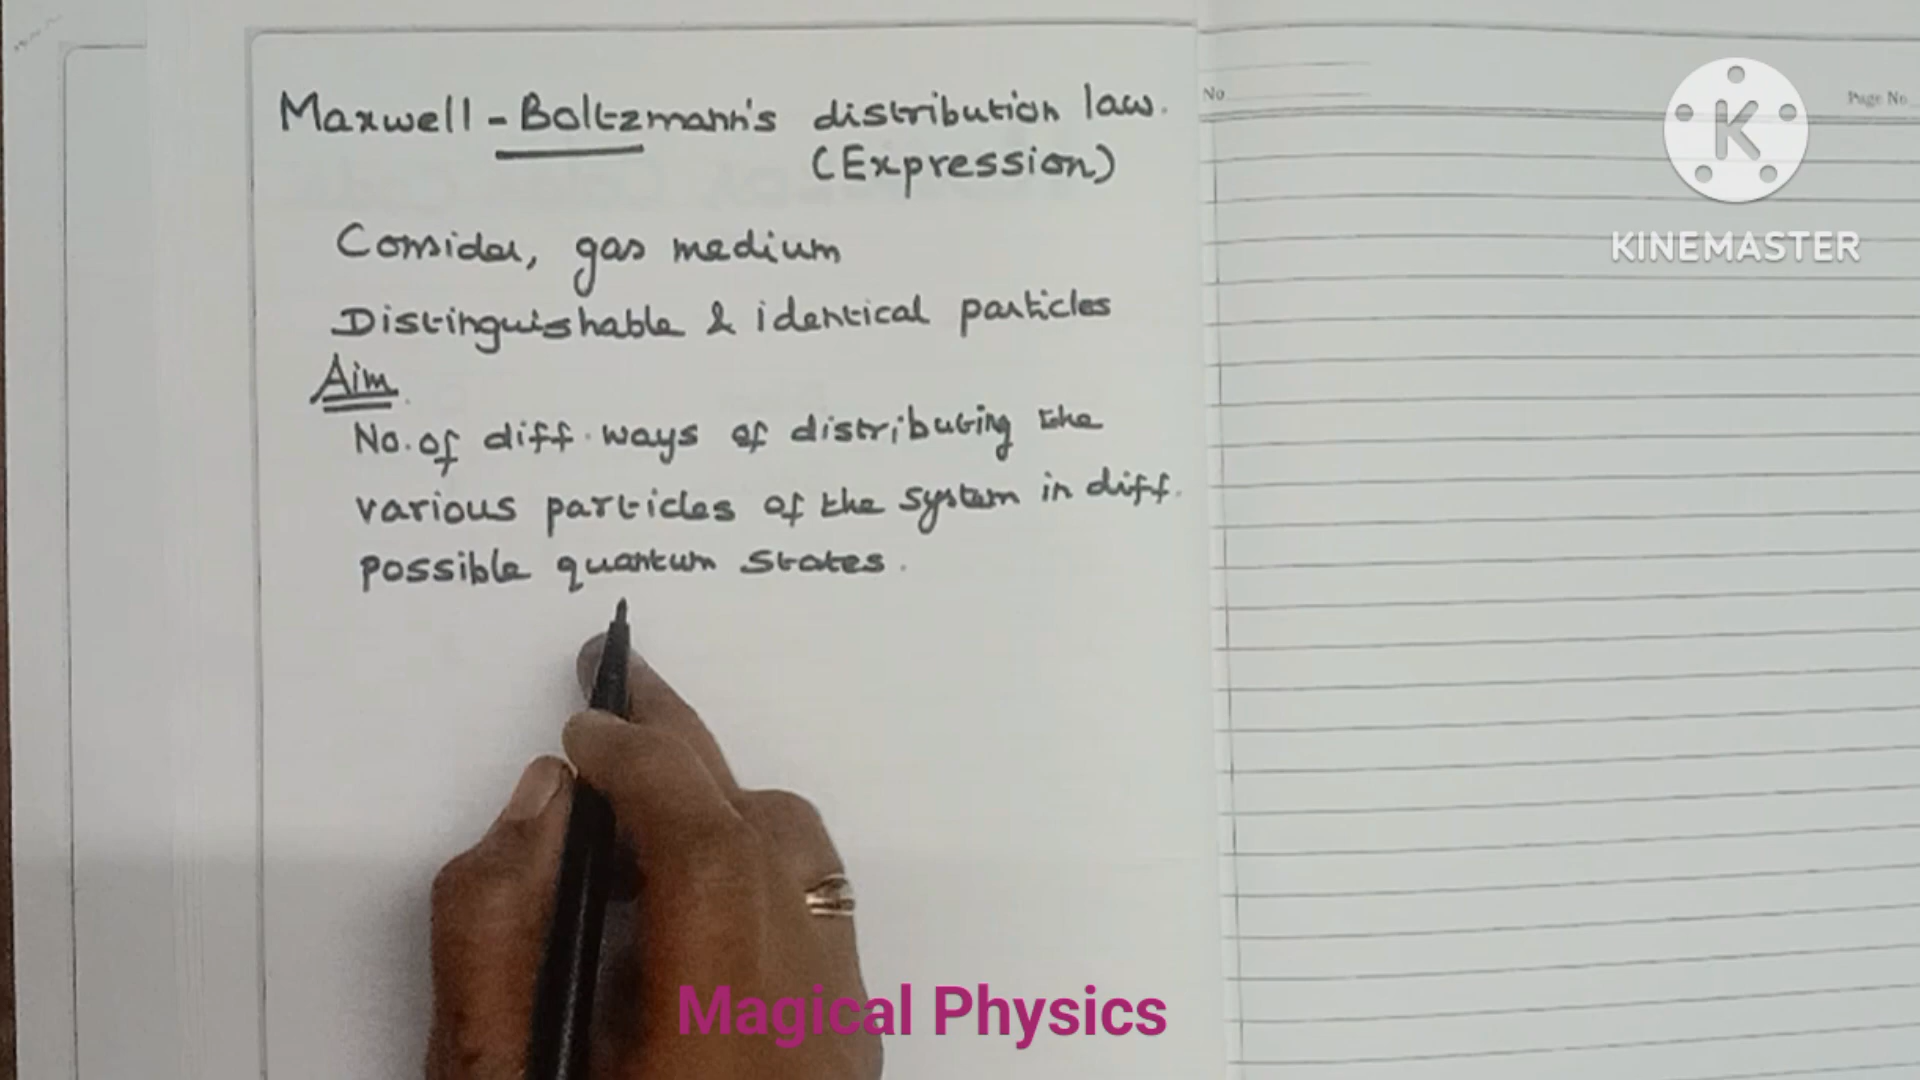 Maxwell-Boltzmann's distribution law.
(Expression)
Consider, gas medium
Distinguishable & identical particles
Aim
No. of diff. ways of distributing the
various particles of the system in diff.
possible quantum states.
No
Page No
K
KINEMASTER
Magical Physics